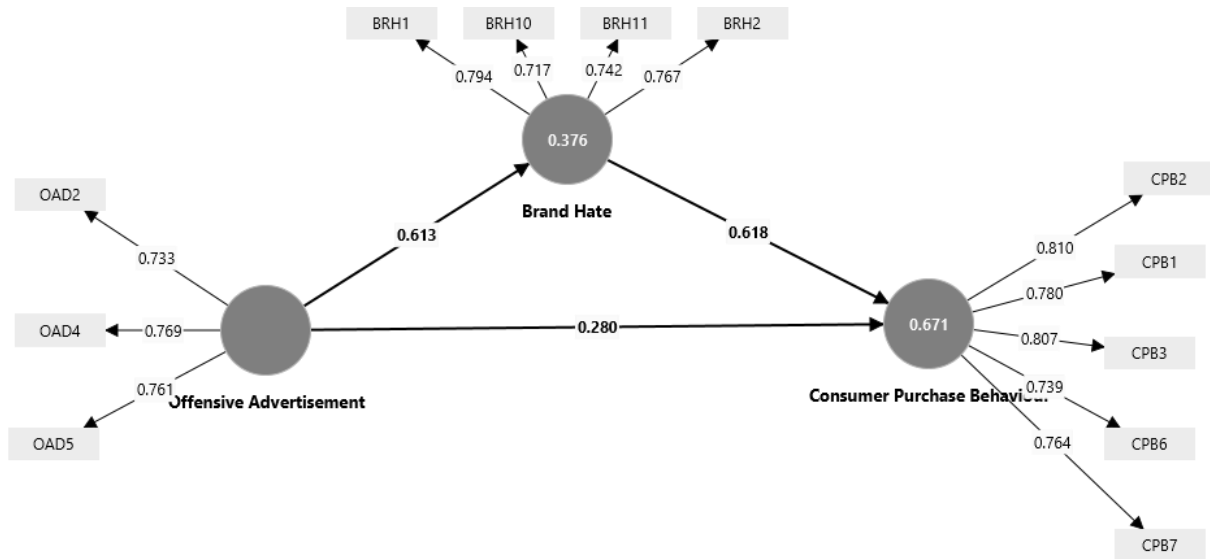 BRH1
BRH10
BRH11
BRH2
0.794
0.717
0.742
0.767
0.376
Brand Hate
OAD2
OAD4
OAD5
0.733
0.769
0.761
Offensive Advertisement
0.613
0.618
0.280
0.671
Consumer Purchase Behaviour
CPB2
CPB1
CPB3
CPB6
CPB7
0.810
0.780
0.807
0.739
0.764